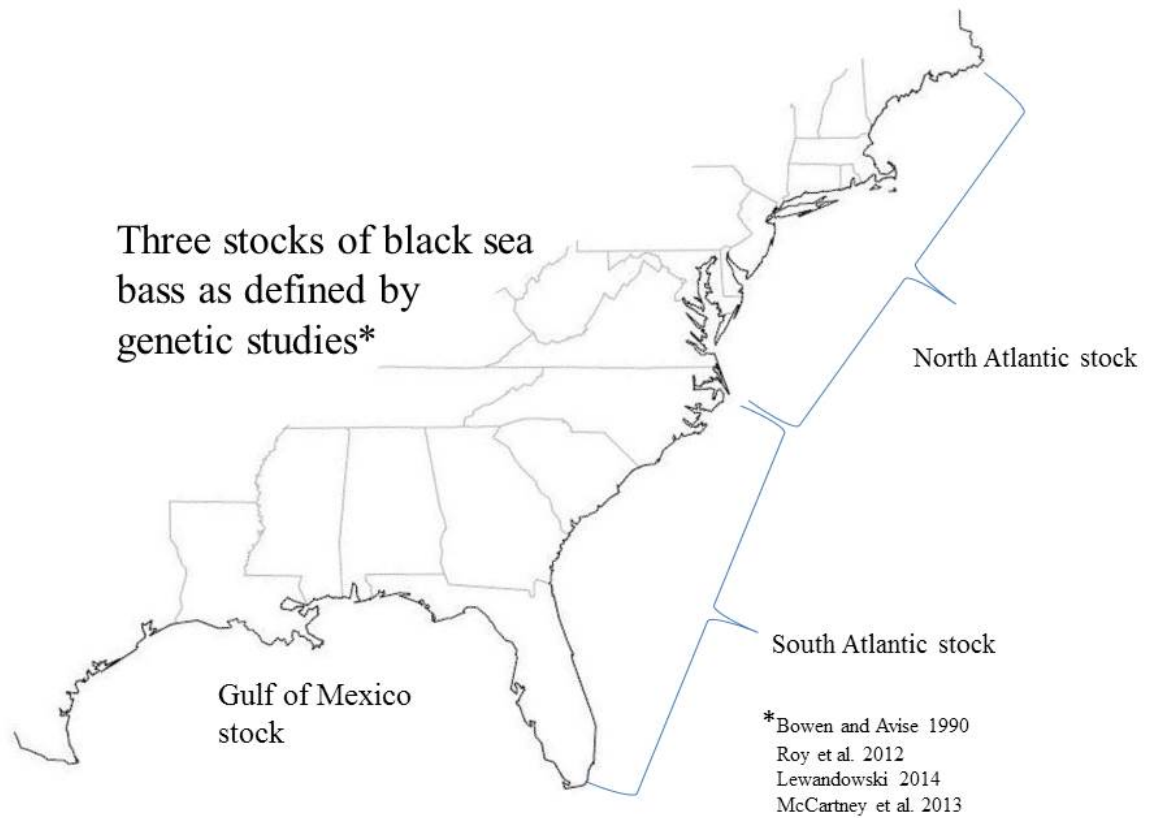 Three stocks of black sea
bass as defined by
genetic studies*
North Atlantic stock
South Atlantic stock
Gulf of Mexico
stock
*Bowen and Avise 1990
Roy et al. 2012
Lewandowski 2014
McCartney et al. 2013